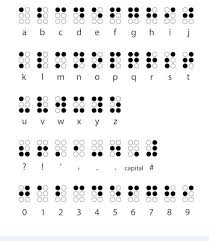 a b c d e f g h i j
k l m n o p q r s t
u v w x y z
? ! ' , - . capital #
0 1 2 3 4 5 6 7 8 9